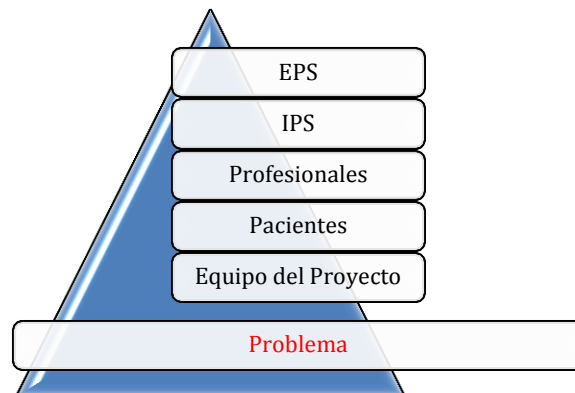 EPS
IPS
Profesionales
Pacientes
Equipo del Proyecto
Problema